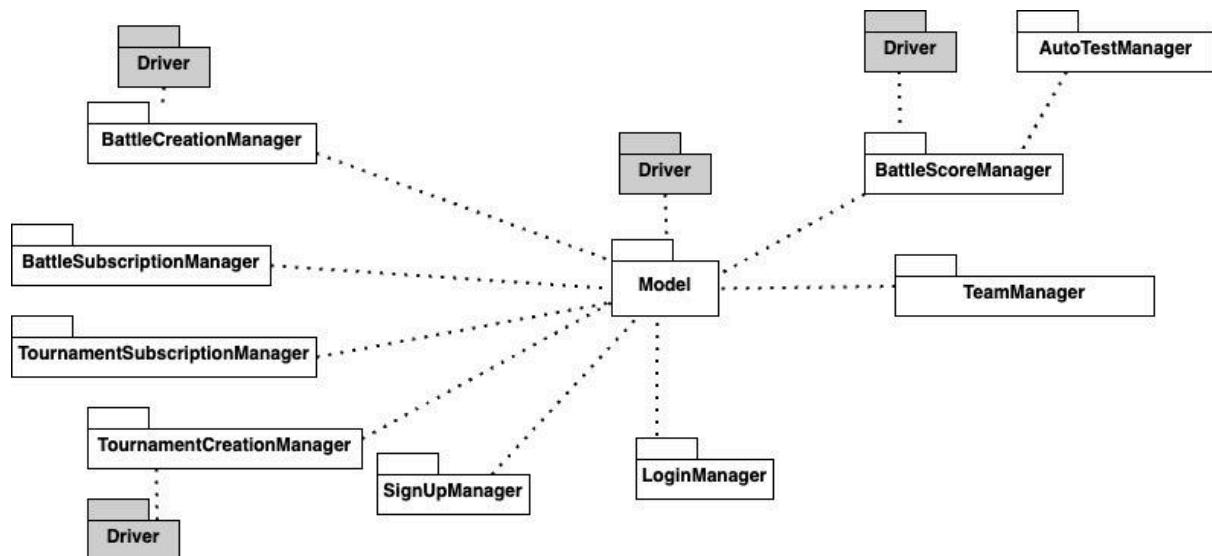 Driver
Driver
AutoTestManager
BattleCreationManager
Driver
BattleScoreManager
BattleSubscriptionManager
Model
TeamManager
TournamentSubscriptionManager
TournamentCreationManager
SignUpManager
LoginManager
Driver